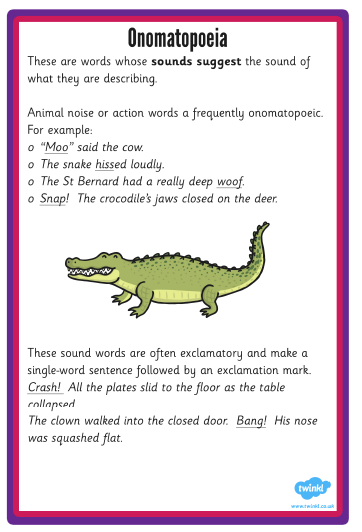 Onomatopoeia
These are words whose sounds suggest the sound of
what they are describing.
Animal noise or action words a frequently onomatopoeic.
For example:
o "Moo" said the cow.
o The snake hissed loudly.
o The St Bernard had a really deep woof.
o Snap! The crocodile's jaws closed on the deer.
These sound words are often exclamatory and make a
single-word sentence followed by an exclamation mark.
Crash! All the plates slid to the floor as the table
collapsed
The clown walked into the closed door. Bang! His nose
was squashed flat.
twinkl
www.twinkl.co.uk